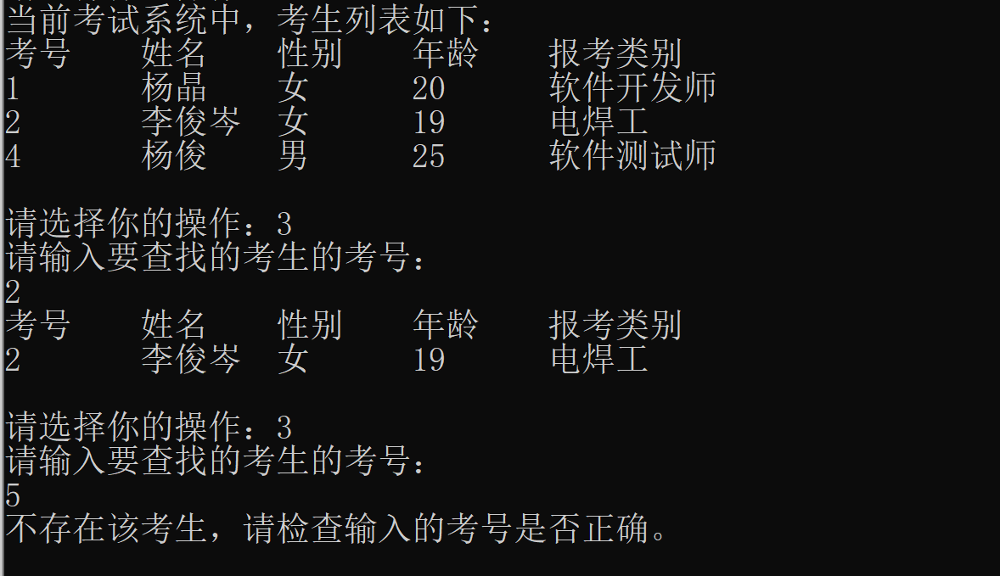 当前考试系统中，考生列表如下：
考号 姓名 性别 年龄 报考类别
1 杨晶 女 20 软件开发师
2 李俊岑 女 19 电焊工
4 杨俊 男 25 软件测试师
请选择你的操作：3
请输入要查找的考生的考号：
2
考号 姓名 性别 年龄 报考类别
2 李俊岑 女 19 电焊工
请选择你的操作：3
请输入要查找的考生的考号：
5
不存在该考生，请检查输入的考号是否正确。